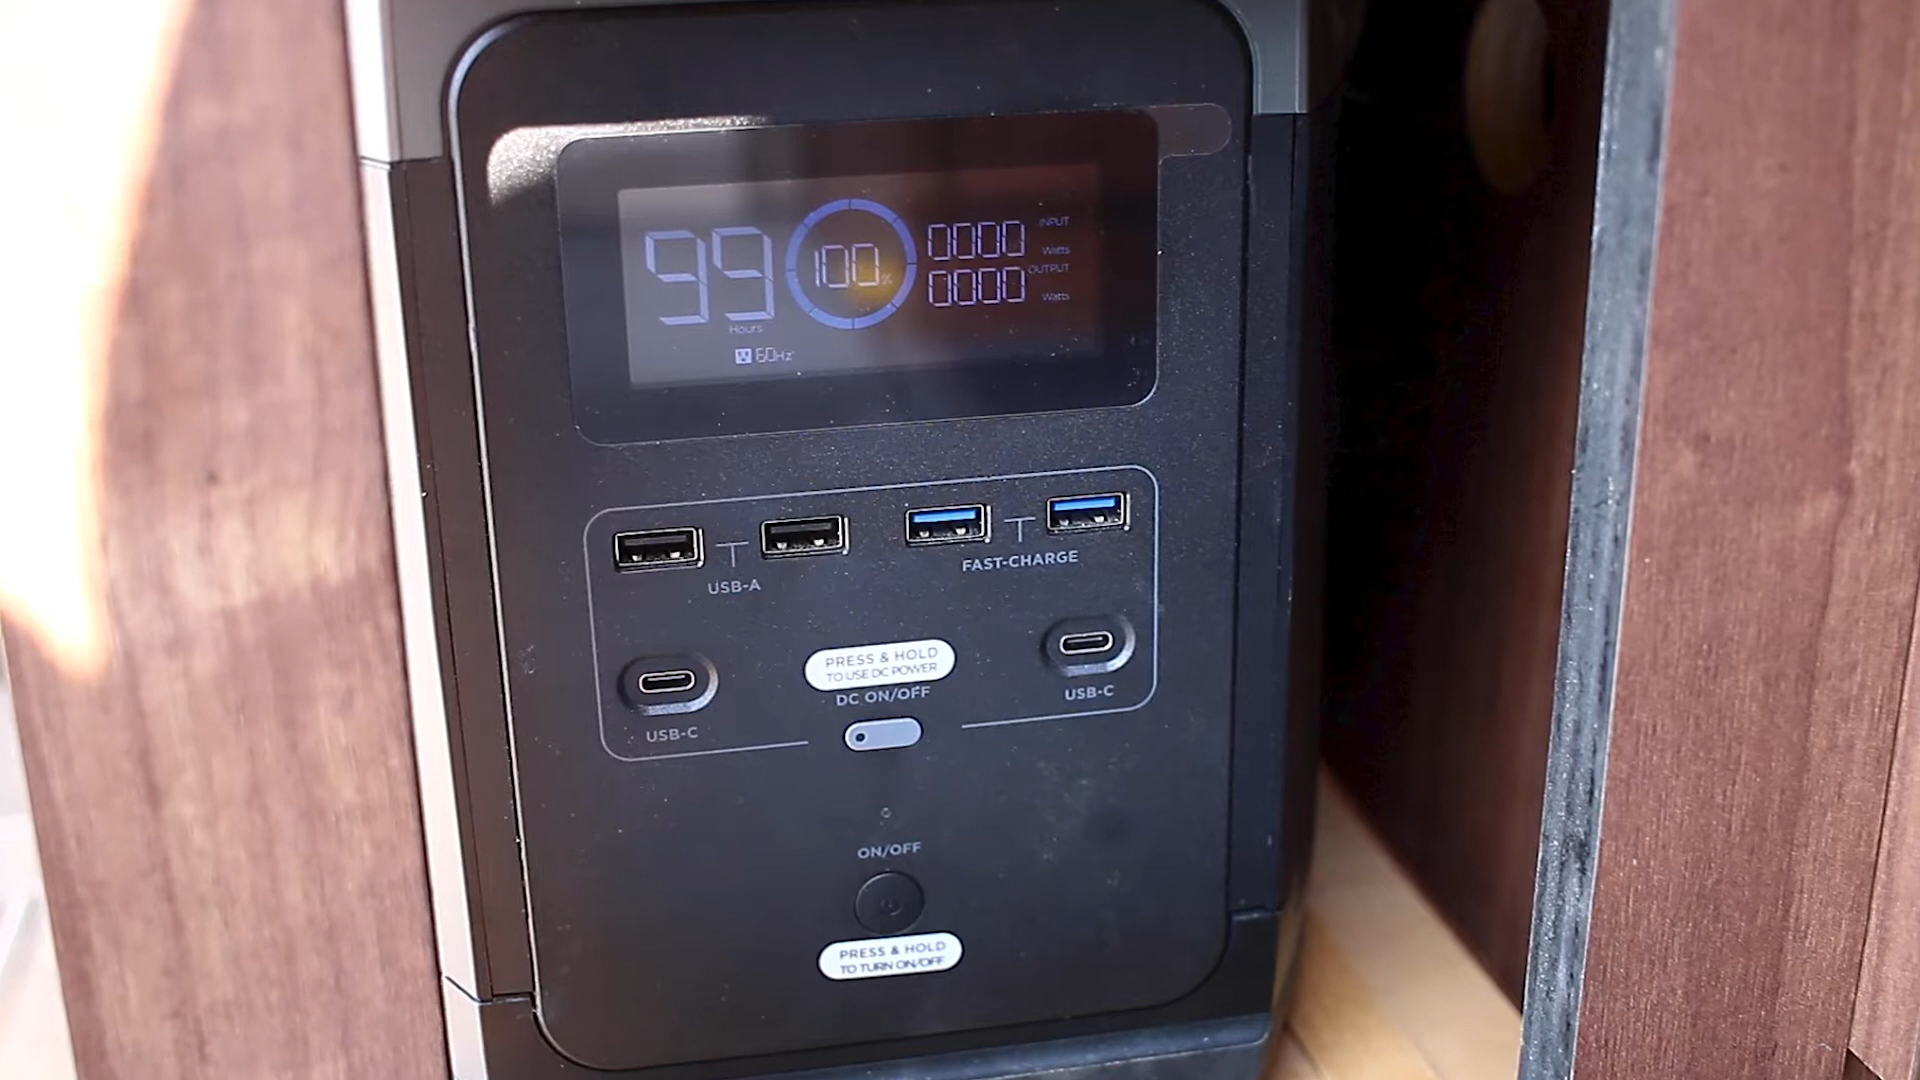 99
Hours
100%
0000
INPUT
Watts
0000
OUTPUT
Watts
60Hz
USB-A
FAST-CHARGE
USB-C
PRESS & HOLD
TO USE DC POWER
DC ON/OFF
USB-C
ON/OFF
PRESS & HOLD
TO TURN ON/OFF